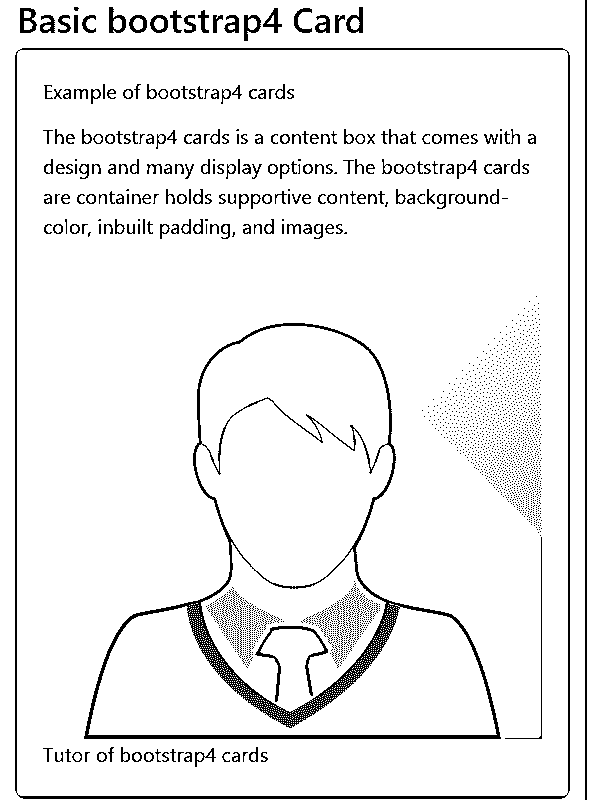 Basic bootstrap4 Card
Example of bootstrap4 cards
The bootstrap4 cards is a content box that comes with a
design and many display options. The bootstrap4 cards
are container holds supportive content, background-
color, inbuilt padding, and images.
Tutor of bootstrap4 cards